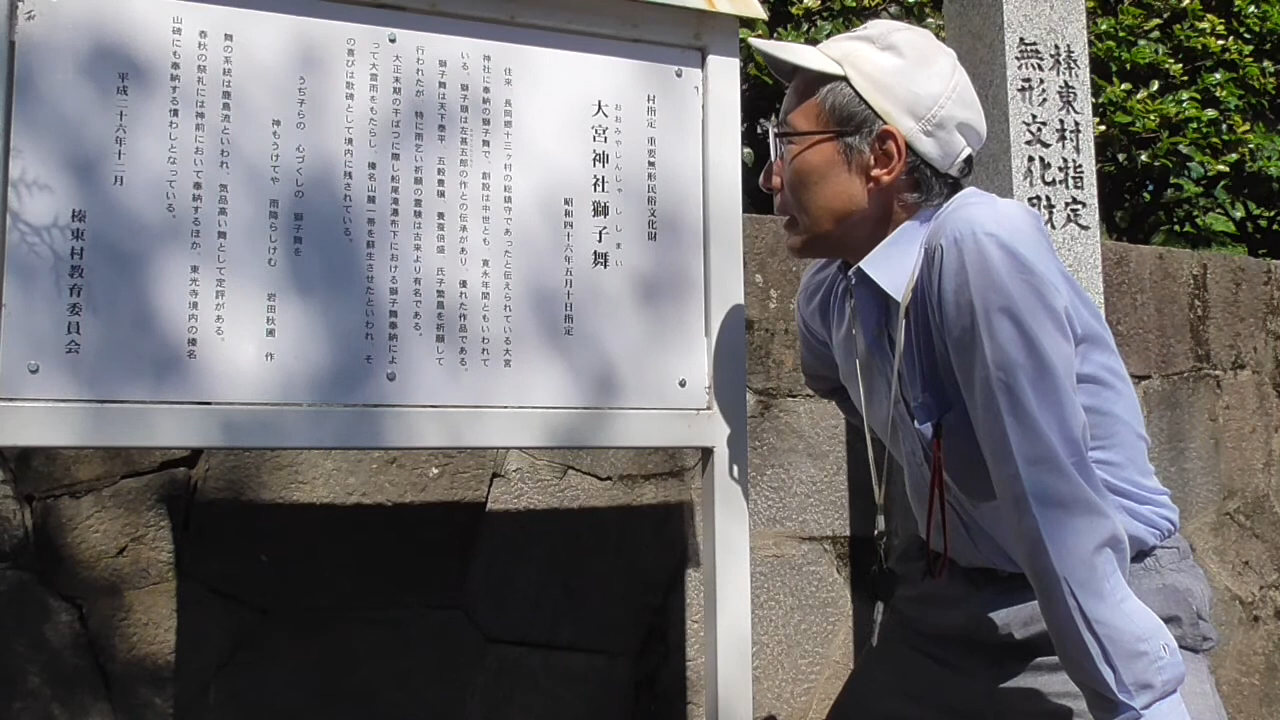 村指定 重要無形民俗文化財
おおみやじんじゃ ししまい
大宮神社獅子舞
昭和四十六年五月十日指定
往来 長岡郷十三ヶ村の総鎮守であったと伝えられている大宮
神社に奉納の獅子舞で、創設は中世とも、寛永年間ともいわれて
いる。獅子頭は左甚五郎の作との伝承があり、優れた作品である。
獅子舞は天下泰平 五穀豊穣 養蚕倍盛 氏子繁昌を祈願して
行われたが、特に雨乞い祈願の霊験は古来より有名である。
大正末期の干ばつに際し船尾滝瀑布下における獅子舞奉納によ
って大雷雨をもたらし、榛名山麓一帯を蘇生させたといわれ、そ
の喜びは歌碑として境内に残されている。
うぢ子らの 心づくしの 獅子舞を
神もうけてや 雨降らしけむ 岩田秋圃 作
舞の系統は鹿島流といわれ、気品高い舞として定評がある。
春秋の祭礼には神前において奉納するほか、東光寺境内の榛名
山碑にも奉納する慣わしとなっている。
平成二十六年十二月
榛東村教育委員会
榛東村指定
無形文化財